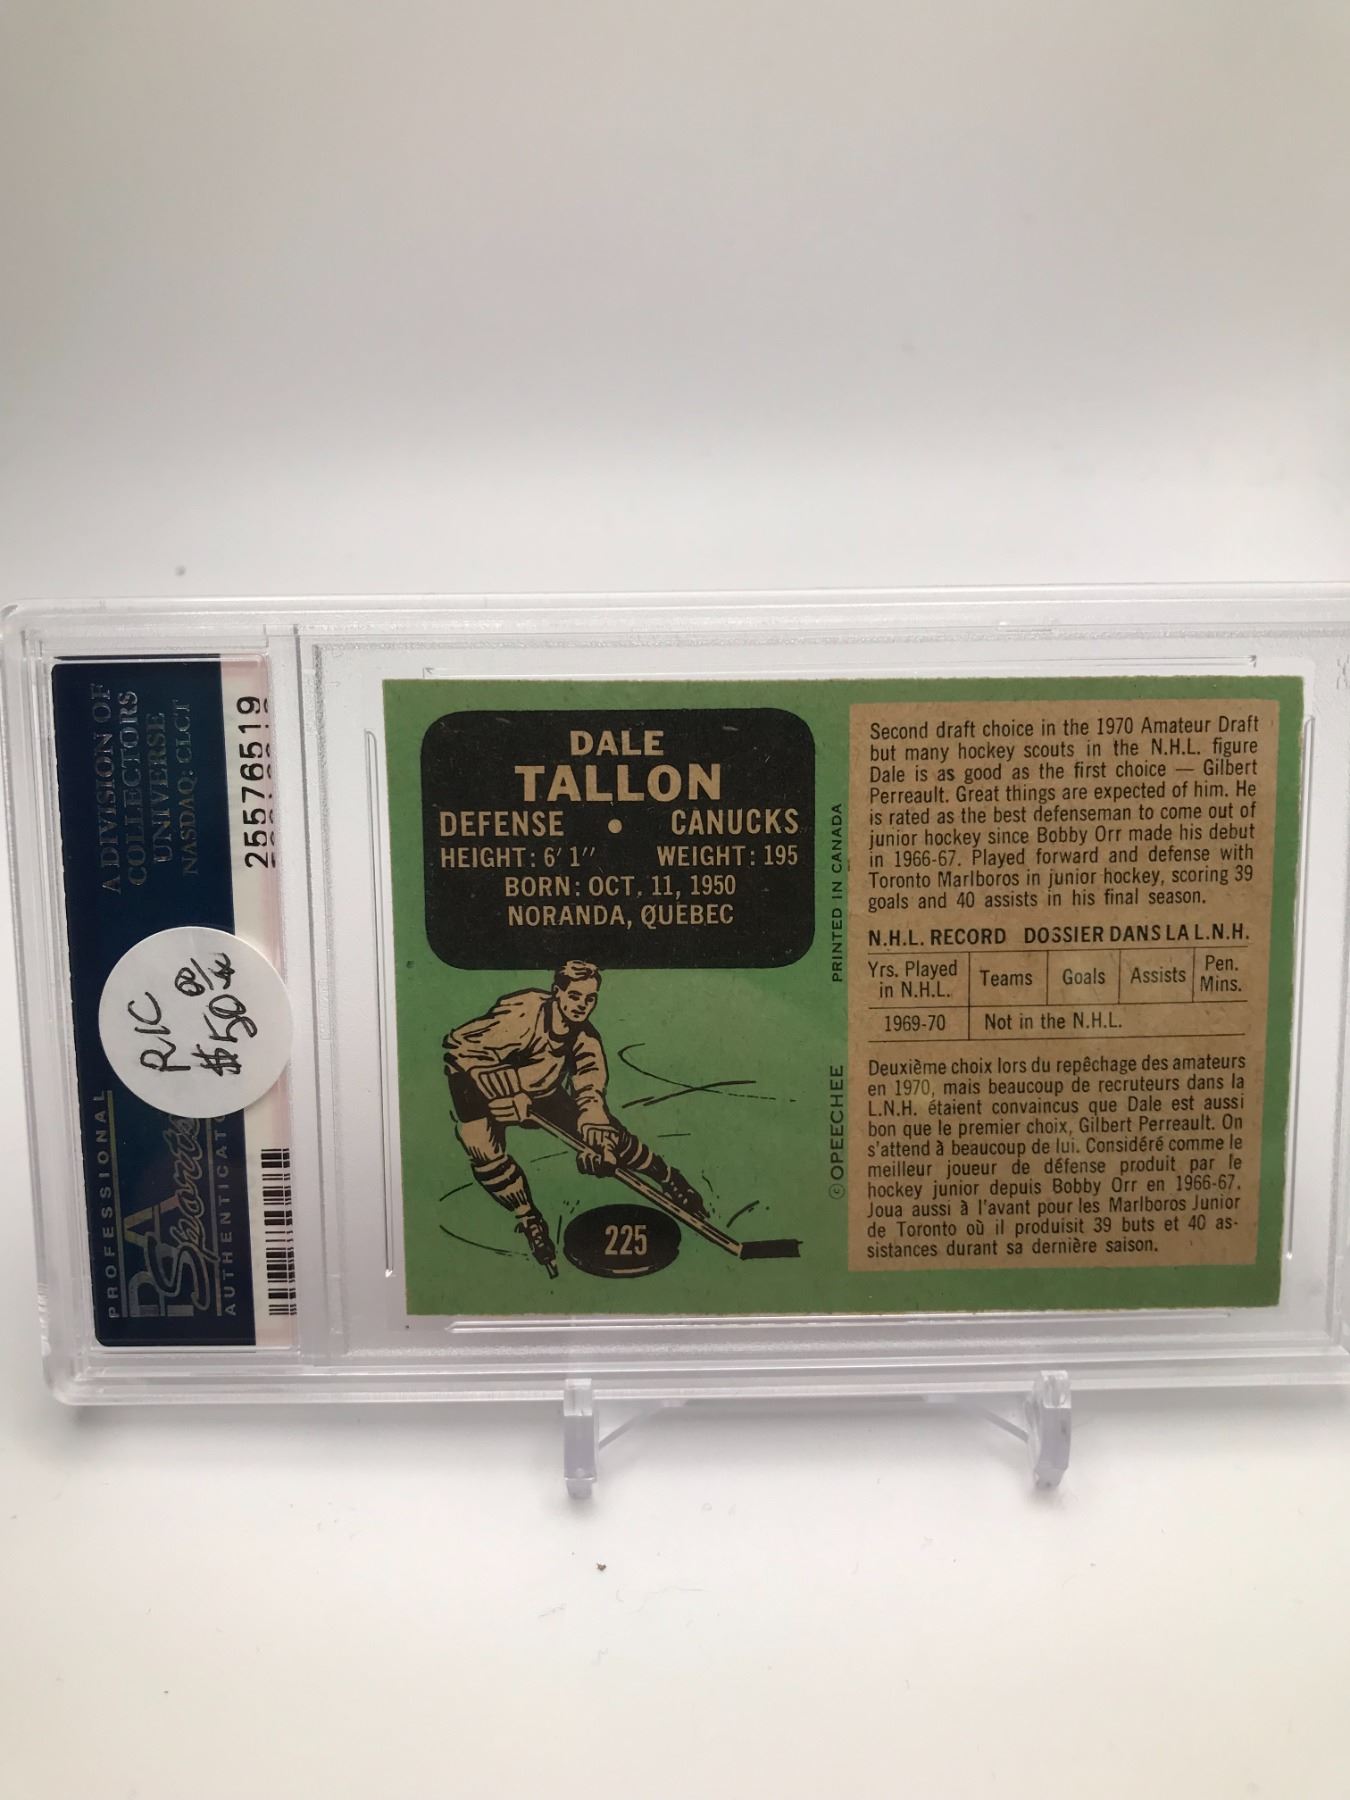 DALE
TALLON
DEFENSE • CANUCKS
HEIGHT: 6' 1" WEIGHT: 195
BORN: OCT. 11, 1950
NORANDA, QUEBEC
225
PRINTED IN CANADA
©OPEECHEE
Second draft choice in the 1970 Amateur Draft
but many hockey scouts in the N.H.L. figure
Dale is as good as the first choice — Gilbert
Perreault. Great things are expected of him. He
is rated as the best defenseman to come out of
junior hockey since Bobby Orr made his debut
in 1966-67. Played forward and defense with
Toronto Marlboros in junior hockey, scoring 39
goals and 40 assists in his final season.
N.H.L. RECORD DOSSIER DANS LA L.N.H.
Yrs. Played
in N.H.L.
Teams
Goals
Assists
Pen.
Mins.
1969-70 Not in the N.H.L.
Deuxième choix lors du repêchage des amateurs
en 1970, mais beaucoup de recruteurs dans la
L.N.H. étaient convaincus que Dale est aussi
bon que le premier choix, Gilbert Perreault. On
s'attend à beaucoup de lui. Considéré comme le
meilleur joueur de défense produit par le
hockey junior depuis Bobby Orr en 1966-67.
Joua aussi à l'avant pour les Marlboros Junior
de Toronto où il produisit 39 buts et 40 as-
sistances durant sa dernière saison.
PROFESSIONAL
PSA
Sports
AUTHENTICAT
A DIVISION OF
COLLECTORS
UNIVERSE
NASDAQ: CLCT
25576519
R/C
$50.00